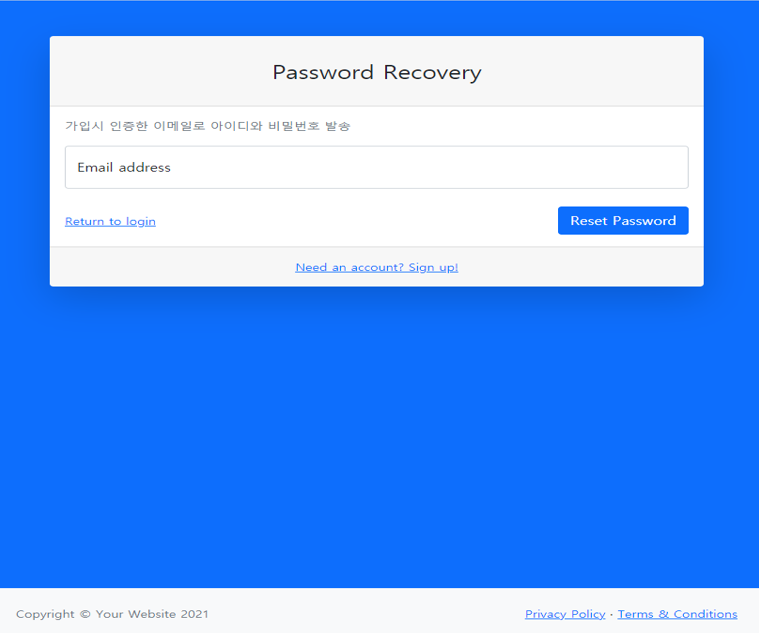 Password Recovery
가입시 인증한 이메일로 아이디와 비밀번호 발송
Email address
Return to login
Reset Password
Need an account? Sign up!
Copyright © Your Website 2021
Privacy Policy · Terms & Conditions